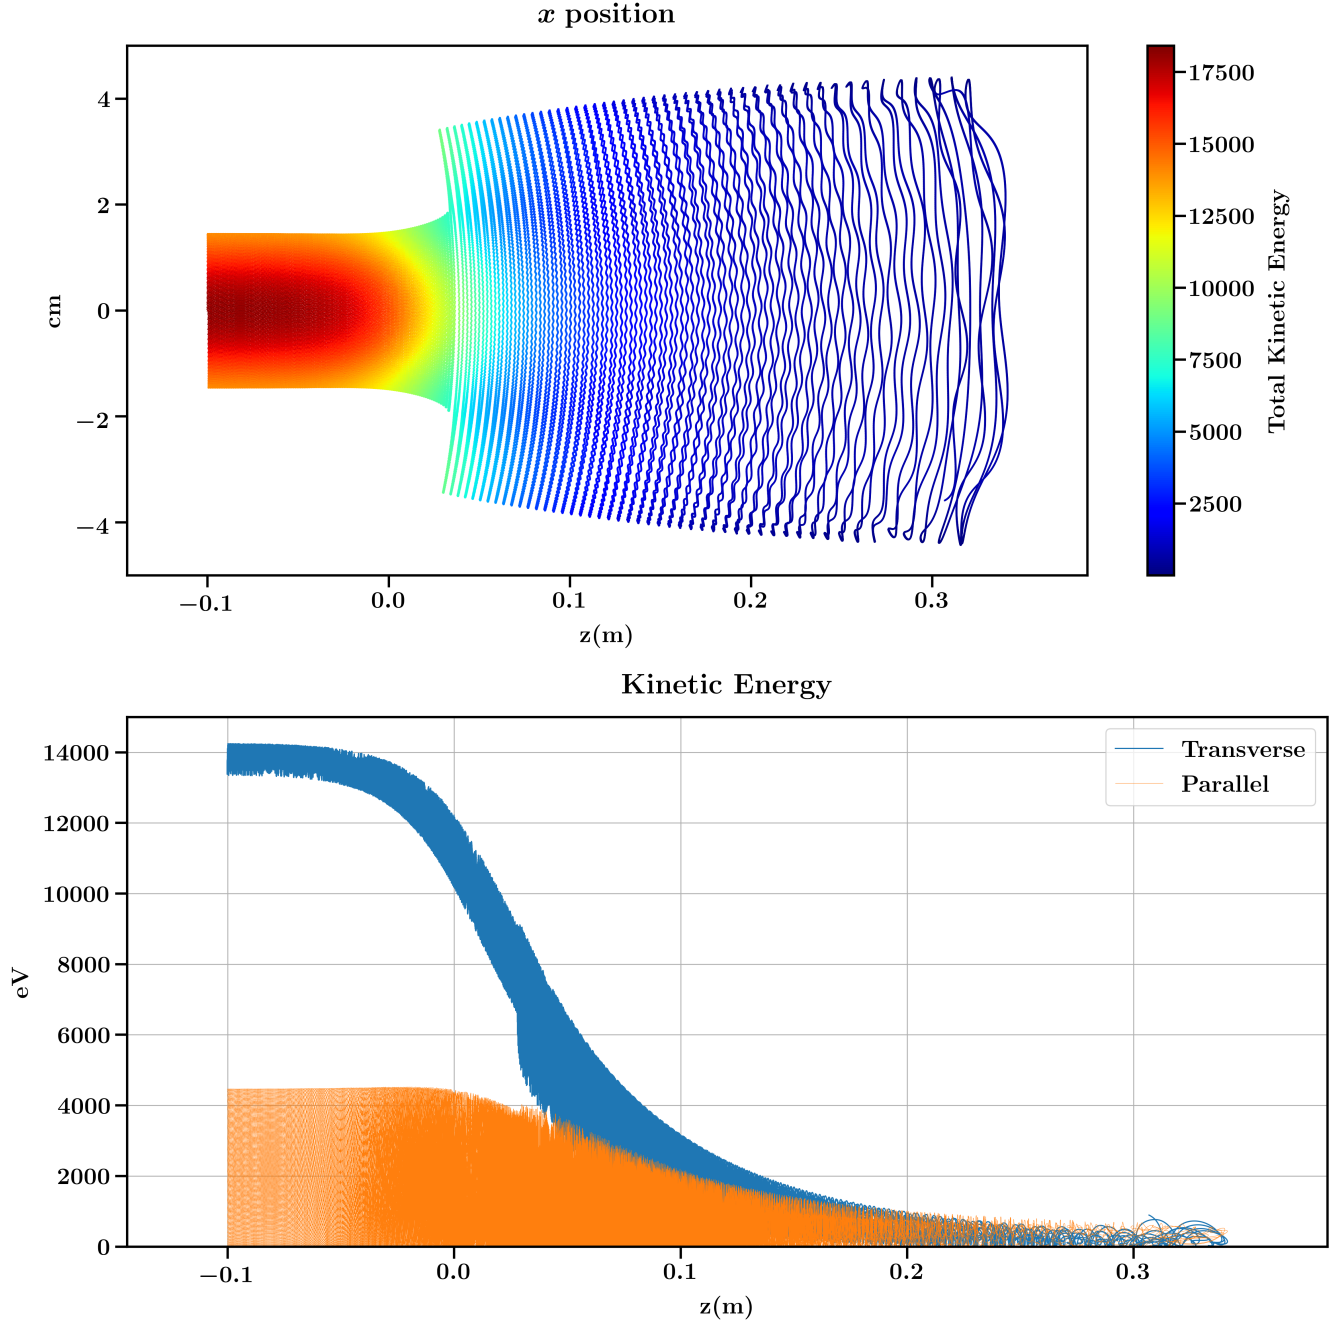 x position
4
2
0
−2
−4
cm
−0.1 0.0 0.1 0.2 0.3
z(m)
17500
15000
12500
10000
7500
5000
2500
Total Kinetic Energy
Kinetic Energy
14000
12000
10000
8000
6000
4000
2000
0
eV
Transverse
Parallel
−0.1 0.0 0.1 0.2 0.3
z(m)